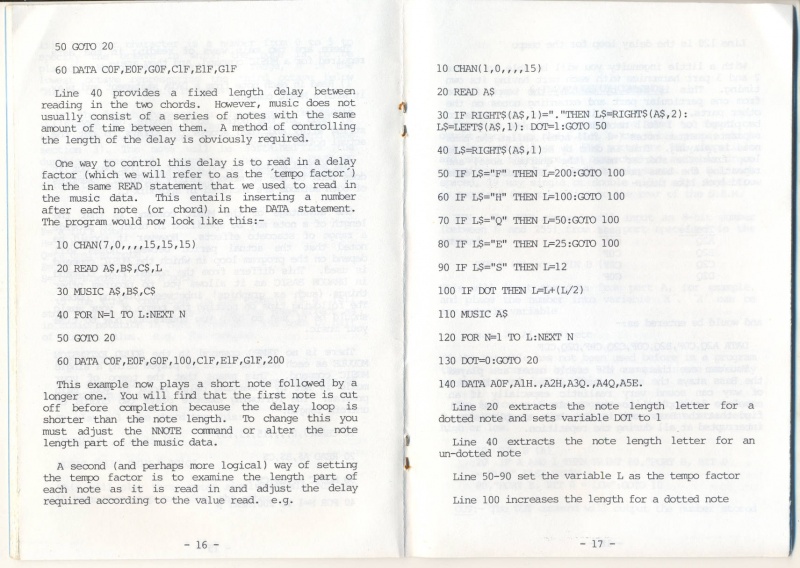 50 GOTO 20
60 DATA C0F,E0F,G0F,C1F,E1F,G1F
Line 40 provides a fixed length delay between
reading in the two chords. However, music does not
usually consist of a series of notes with the same
amount of time between them. A method of controlling
the length of the delay is obviously required.
One way to control this delay is to read in a delay
factor (which we will refer to as the ´tempo factor´)
in the same READ statement that we used to read in
the music data. This entails inserting a number
after each note (or chord) in the DATA statement.
The program would now look like this:-
10 CHAN(7,0,,,,15,15,15)
20 READ A$,B$,C$,L
30 MUSIC A$,B$,C$
40 FOR N=1 TO L:NEXT N
50 GOTO 20
60 DATA C0F,E0F,G0F,100,C1F,E1F,G1F,200
This example now plays a short note followed by a
longer one. You will find that the first note is cut
off before completion because the delay loop is
shorter than the note length. To change this you
must adjust the NNOTE command or alter the note
length part of the music data.
A second (and perhaps more logical) way of setting
the tempo factor is to examine the length part of
each note as it is read in and adjust the delay
required according to the value read. e.g.
- 16 -
10 CHAN(1,0,,,,15)
20 READ A$
30 IF RIGHT$(A$,1)="."THEN L$=RIGHT$(A$,2):
L$=LEFT$(A$,1): DOT=1:GOTO 50
40 L$=RIGHT$(A$,1)
50 IF L$="F" THEN L=200:GOTO 100
60 IF L$="H" THEN L=100:GOTO 100
70 IF L$="Q" THEN L=50:GOTO 100
80 IF L$="E" THEN L=25:GOTO 100
90 IF L$="S" THEN L=12
100 IF DOT THEN L=L+(L/2)
110 MUSIC A$
120 FOR N=1 TO L:NEXT N
130 DOT=0:GOTO 20
140 DATA A0F,A1H.,A2H,A3Q.,A4Q,A5E.
Line 20 extracts the note length letter for a
dotted note and sets variable DOT to 1
Line 40 extracts the note length letter for an
un-dotted note
Line 50-90 set the variable L as the tempo factor
Line 100 increases the length for a dotted note
- 17 -